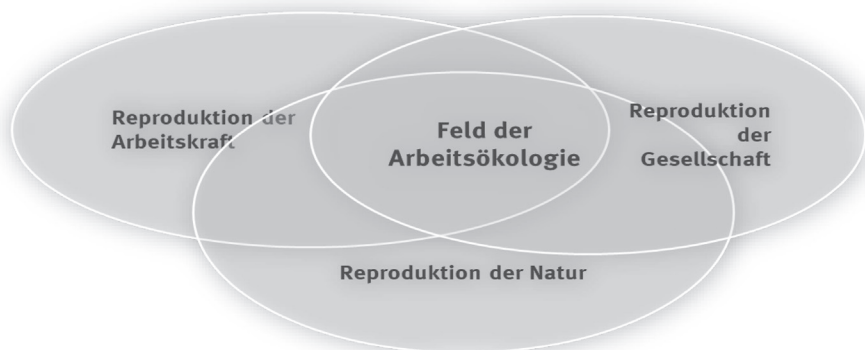 Reproduktion der
Arbeitskraft
Feld der
Arbeitsökologie
Reproduktion
der
Gesellschaft
Reproduktion der Natur